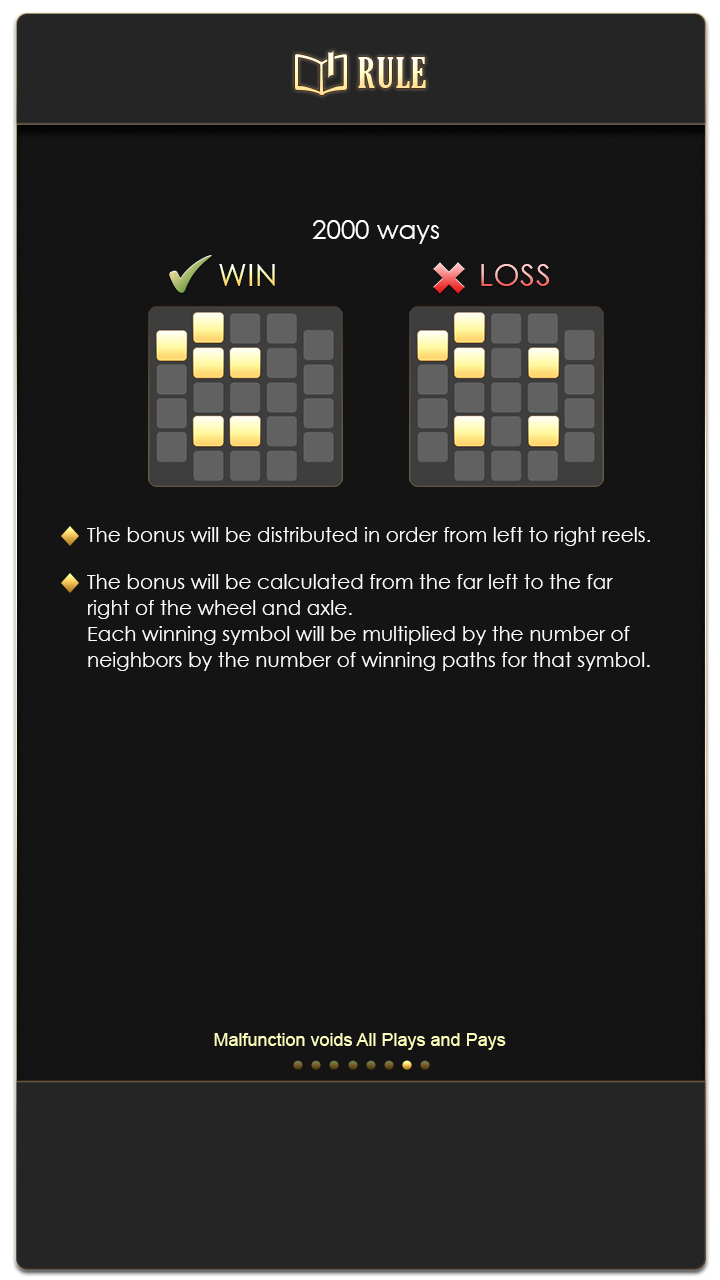 RULE
2000 ways
WIN
LOSS
The bonus will be distributed in order from left to right reels.
The bonus will be calculated from the far left to the far
right of the wheel and axle.
Each winning symbol will be multiplied by the number of
neighbors by the number of winning paths for that symbol.
Malfunction voids All Plays and Pays